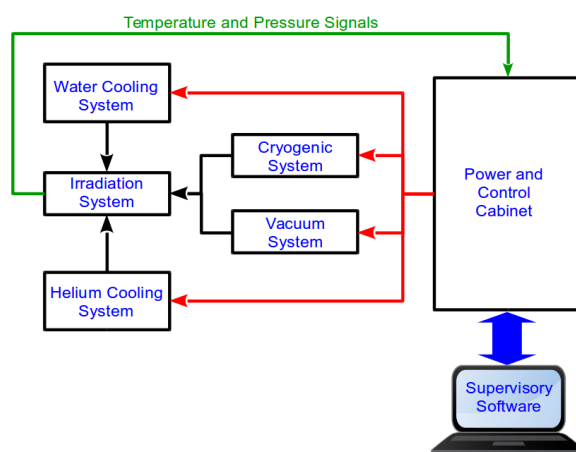 Temperature and Pressure Signals
Water Cooling
System
Cryogenic
System
Irradiation
System
Power and
Control
Cabinet
Vacuum
System
Helium Cooling
System
Supervisory
Software